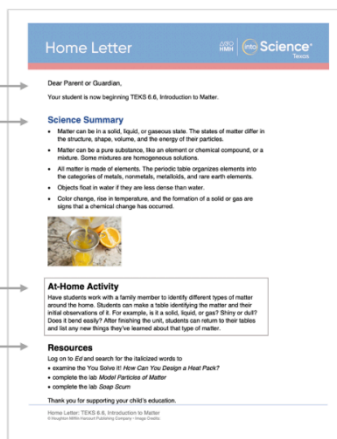 Home Letter
HMH
into Science
Texas
Dear Parent or Guardian,
Your student is now beginning TEKS 6.6, Introduction to Matter.
Science Summary
• Matter can be in a solid, liquid, or gaseous state. The states of matter differ in
the structure, shape, volume, and the energy of their particles.
• Matter can be a pure substance, like an element or chemical compound, or a
mixture. Some mixtures are homogeneous solutions.
• All matter is made of elements. The periodic table organizes elements into
the categories of metals, nonmetals, metalloids, and rare earth elements.
• Objects float in water if they are less dense than water.
• Color change, rise in temperature, and the formation of a solid or gas are
signs that a chemical change has occurred.
At-Home Activity
Have students work with a family member to identify different types of matter
around the home. Students can make a table identifying the matter and their
initial observations of it. For example, is it a solid, liquid, or gas? Shiny or dull?
Does it bend easily? After finishing the unit, students can return to their tables
and list any new things they've learned about that type of matter.
Resources
Log on to Ed and search for the italicized words to
• examine the You Solve It! How Can You Design a Heat Pack?
• complete the lab Model Particles of Matter
• complete the lab Soap Scum
Thank you for supporting your child's education.
Home Letter: TEKS 6.6, Introduction to Matter
© Houghton Mifflin Harcourt Publishing Company • Image Credits: